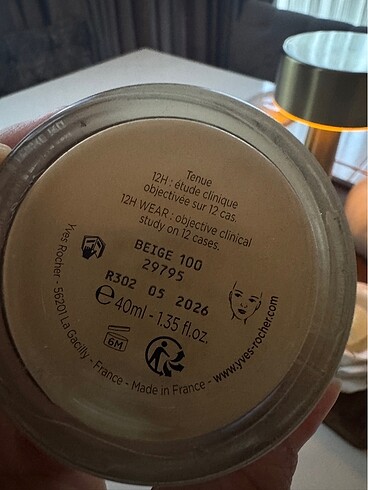 Tenue
12H : étude clinique
objectivée sur 12 cas.
12H WEAR : objective clinical
study on 12 cases.
BEIGE 100
29795
R302 05 2026
℮ 40ml - 1.35 fl.oz.
6M
Yves Rocher - 56201 La Gacilly - France - Made in France - www.yves-rocher.com